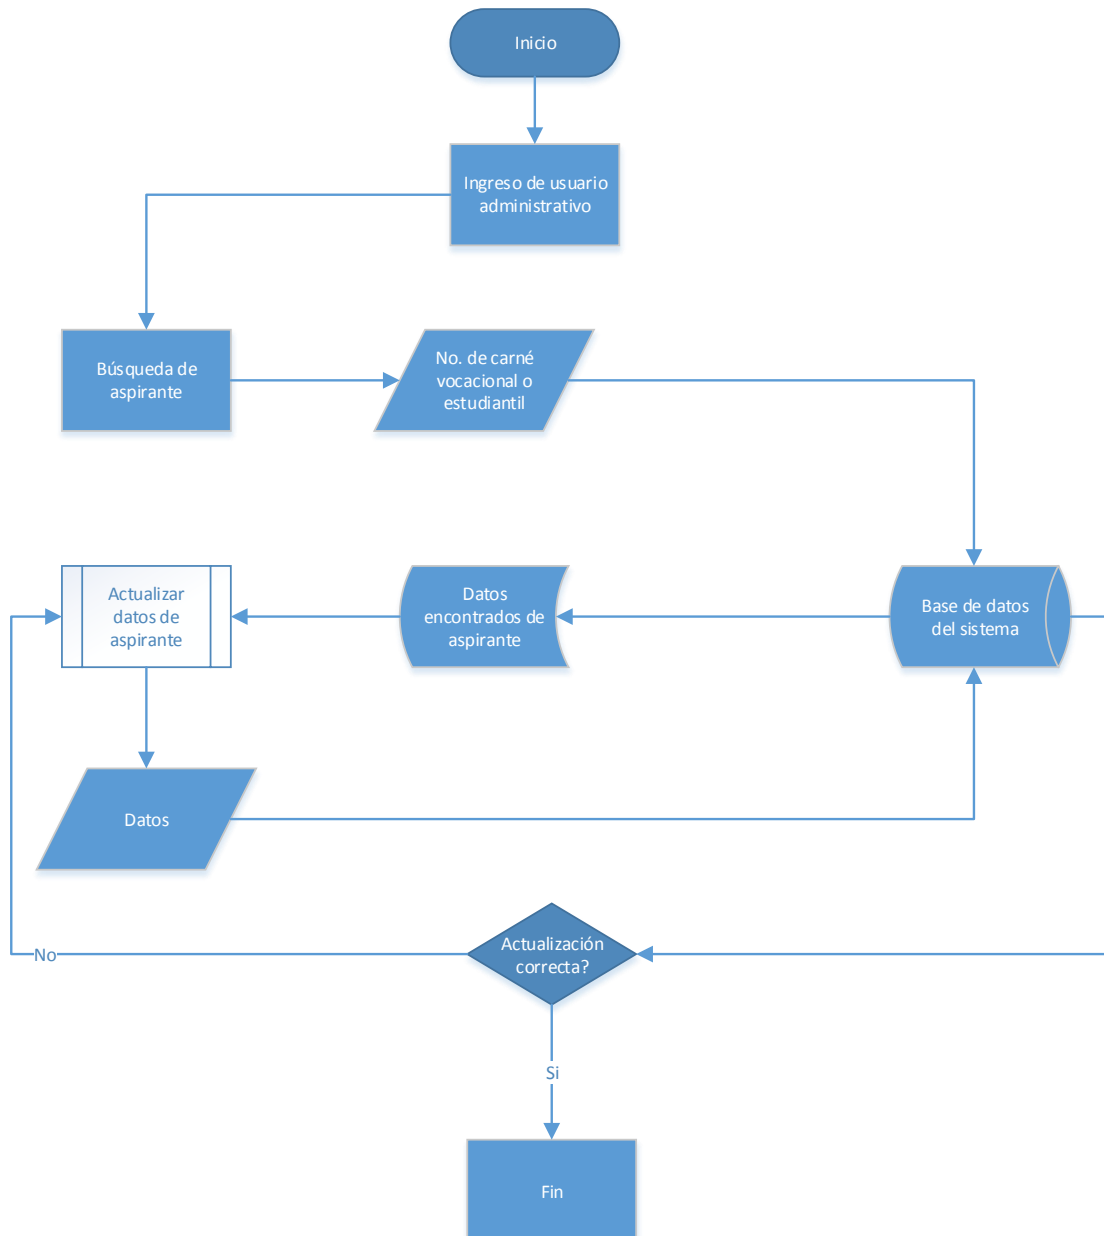 Inicio
Ingreso de usuario
administrativo
Búsqueda de
aspirante
No. de carné
vocacional o
estudiantil
Actualizar
datos de
aspirante
Datos
encontrados de
aspirante
Base de datos
del sistema
Datos
Actualización
correcta?
No
Si
Fin